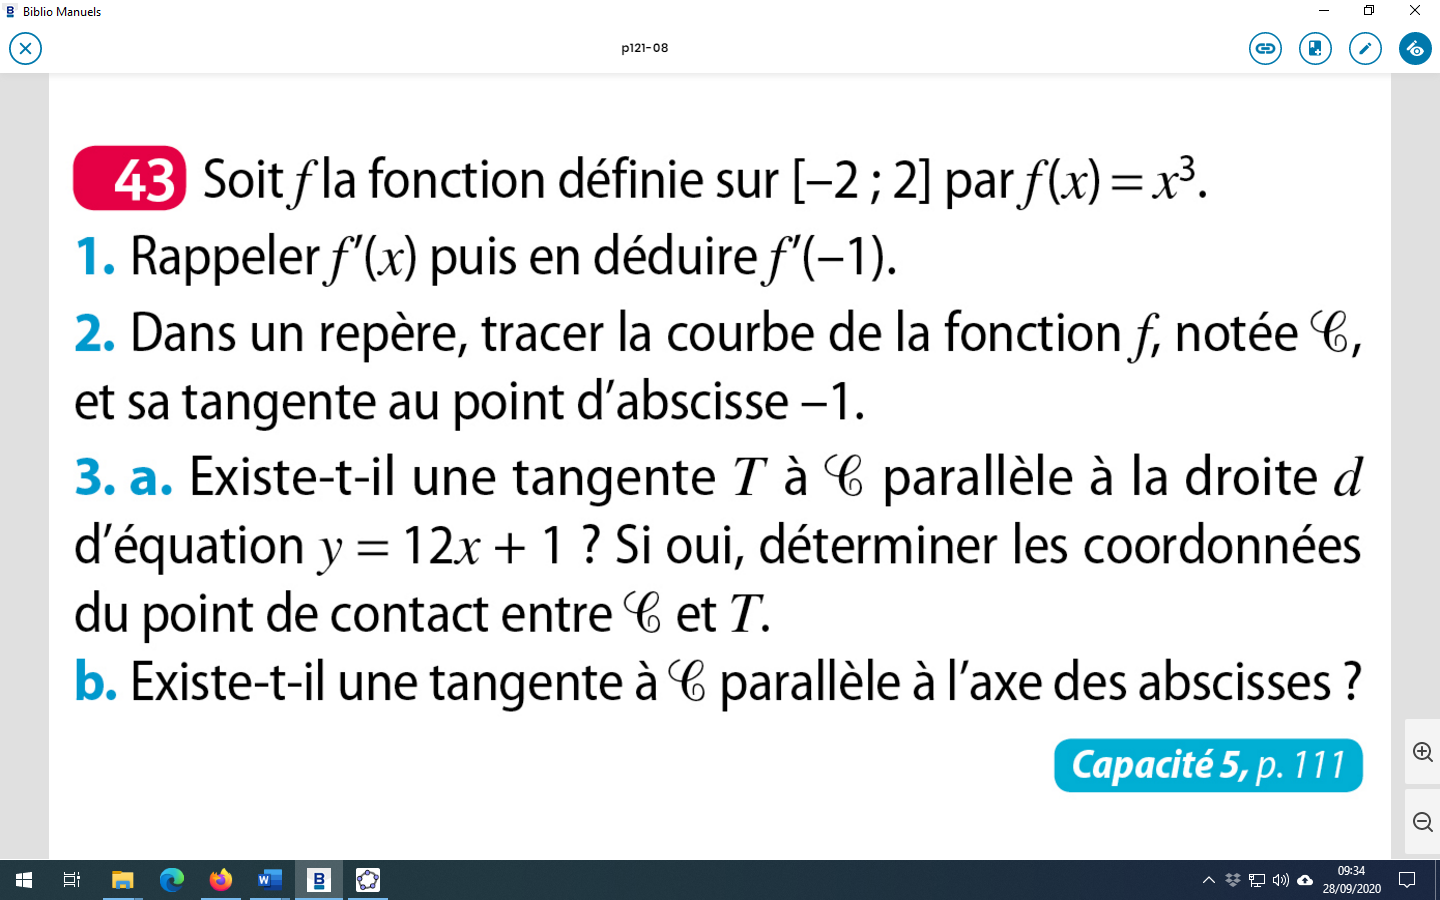 Biblio Manuels
p121-08
43 Soit f la fonction définie sur [–2 ; 2] par f(x) = x³.
1. Rappeler f′(x) puis en déduire f′(–1).
2. Dans un repère, tracer la courbe de la fonction f, notée 𝒞,
et sa tangente au point d’abscisse –1.
3. a. Existe-t-il une tangente T à 𝒞 parallèle à la droite d
d’équation y = 12x + 1 ? Si oui, déterminer les coordonnées
du point de contact entre 𝒞 et T.
b. Existe-t-il une tangente à 𝒞 parallèle à l’axe des abscisses ?
Capacité 5, p. 111
09:34
28/09/2020